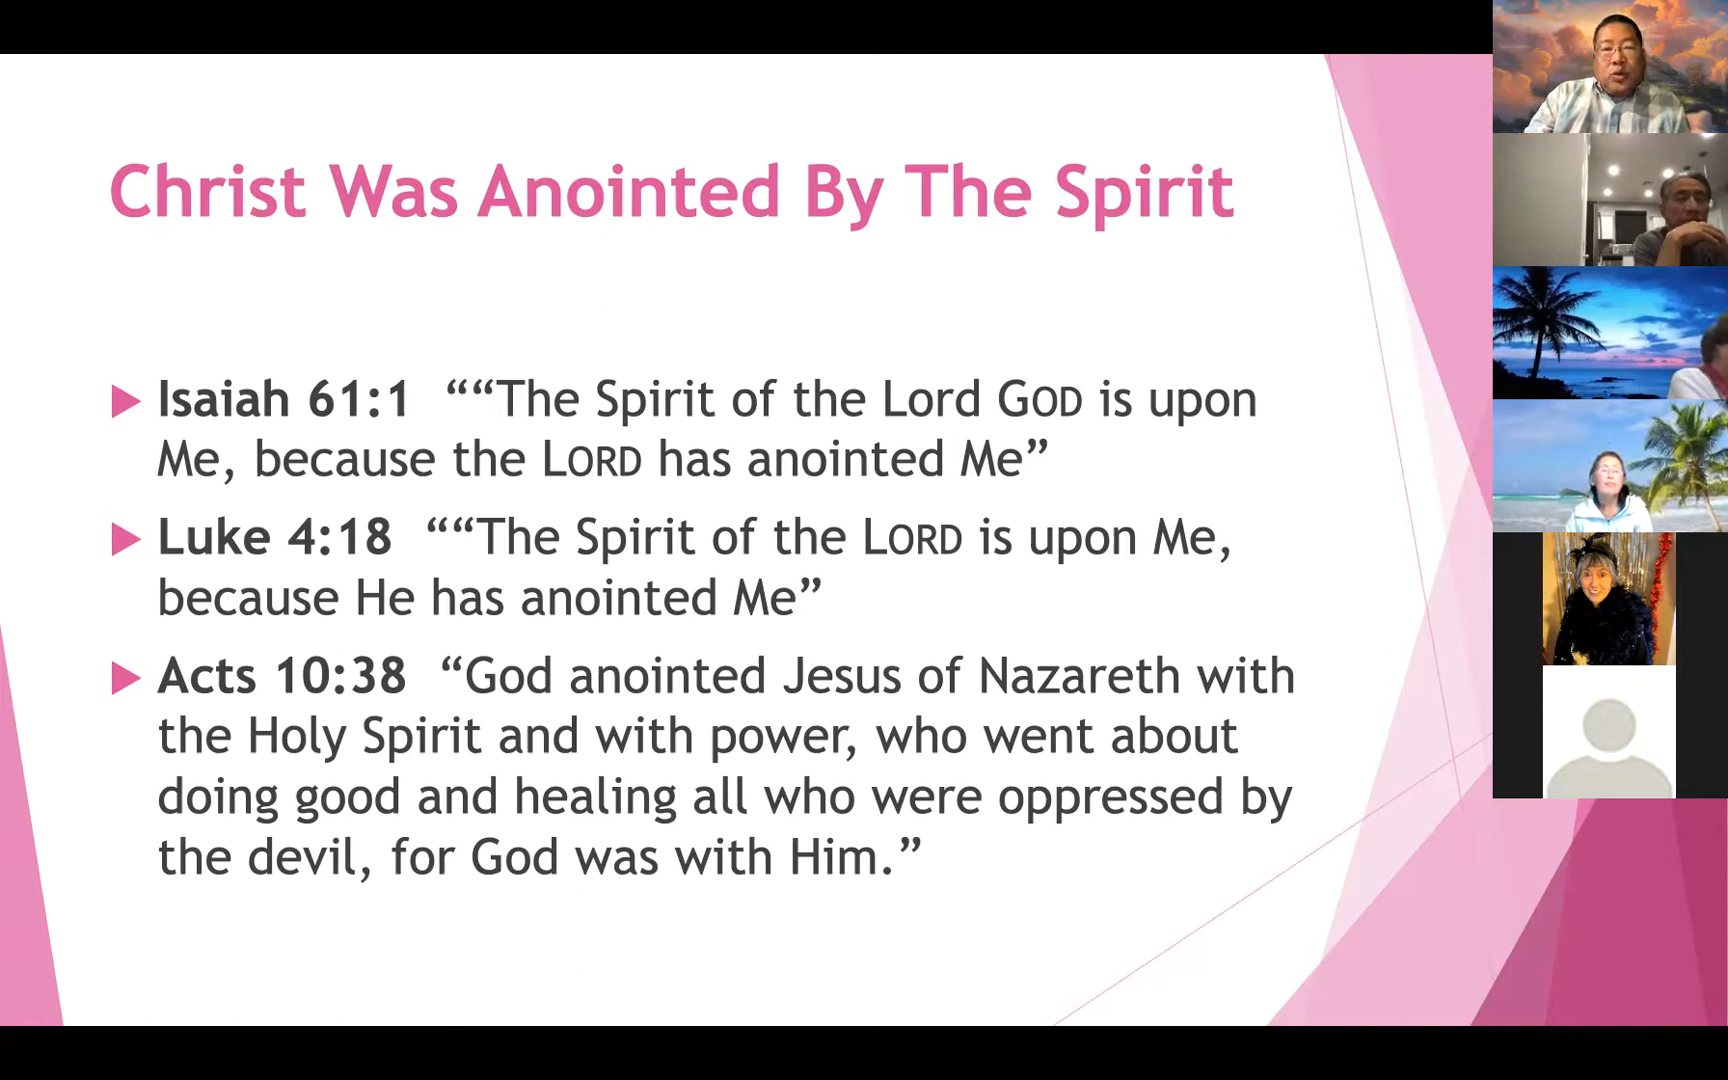 Christ Was Anointed By The Spirit
Isaiah 61:1 ““The Spirit of the Lord GOD is upon
Me, because the LORD has anointed Me”
Luke 4:18 ““The Spirit of the LORD is upon Me,
because He has anointed Me”
Acts 10:38 “God anointed Jesus of Nazareth with
the Holy Spirit and with power, who went about
doing good and healing all who were oppressed by
the devil, for God was with Him.”